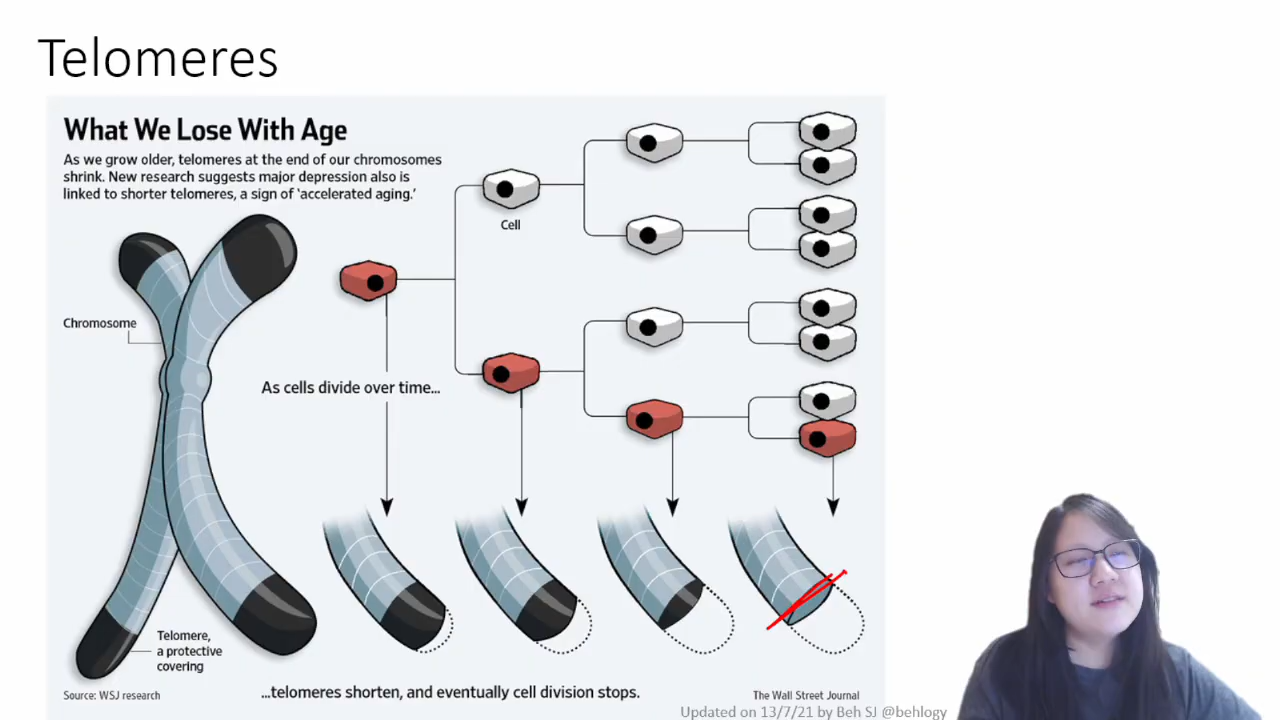 Telomeres
What We Lose With Age
As we grow older, telomeres at the end of our chromosomes
shrink. New research suggests major depression also is
linked to shorter telomeres, a sign of ‘accelerated aging.’
Cell
Chromosome
As cells divide over time...
Telomere,
a protective
covering
...telomeres shorten, and eventually cell division stops.
Source: WSJ research
The Wall Street Journal
Updated on 13/7/21 by Beh SJ @behlogy